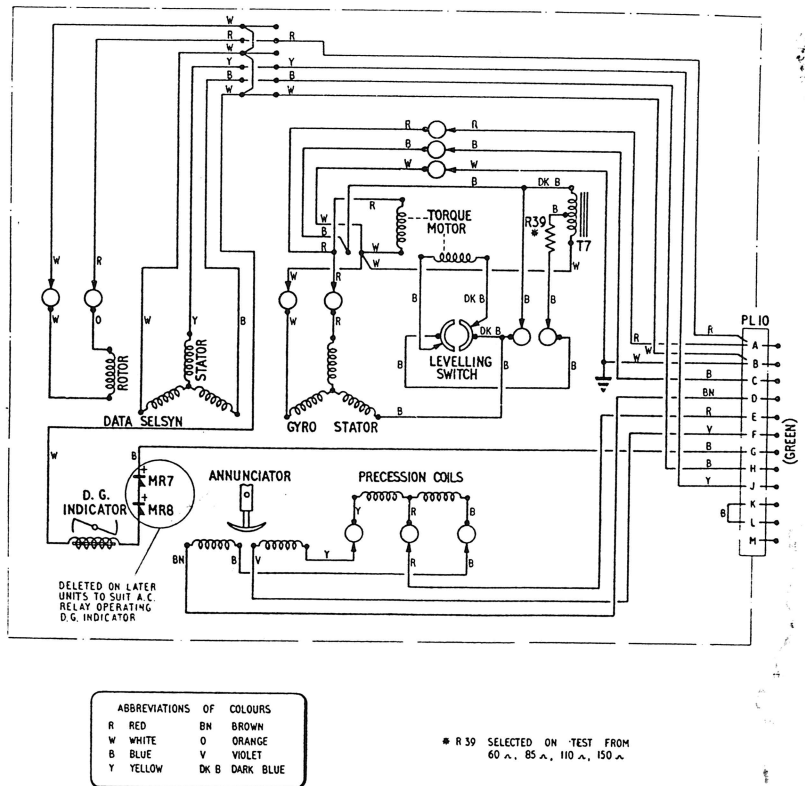 W
R R
W
Y Y
B B
W W
R R
B B
W W
B DK B
R B
W
B
R
W
W
TORQUE
MOTOR
R39
*
T7
W
W R
W R
B DK B B B
W
W O
W R
W Y B
DK B
B
B
B
LEVELLING
SWITCH
ROTOR
STATOR
DATA SELSYN
GYRO STATOR
B
PL 10
R A
R
W
W B
B C
BN D
R E
V F
B G
B H
Y J
K
B
L
M
(GREEN)
W B
+
MR7
+
MR8
D. G.
INDICATOR
ANNUNCIATOR
PRECESSION COILS
Y R B
BN B V Y
R B
DELETED ON LATER
UNITS TO SUIT A.C.
RELAY OPERATING
D.G. INDICATOR
ABBREVIATIONS OF COLOURS
R RED BN BROWN
W WHITE O ORANGE
B BLUE V VIOLET
Y YELLOW DK B DARK BLUE
* R 39 SELECTED ON TEST FROM
60 ᴧ, 85 ᴧ, 110 ᴧ, 150 ᴧ